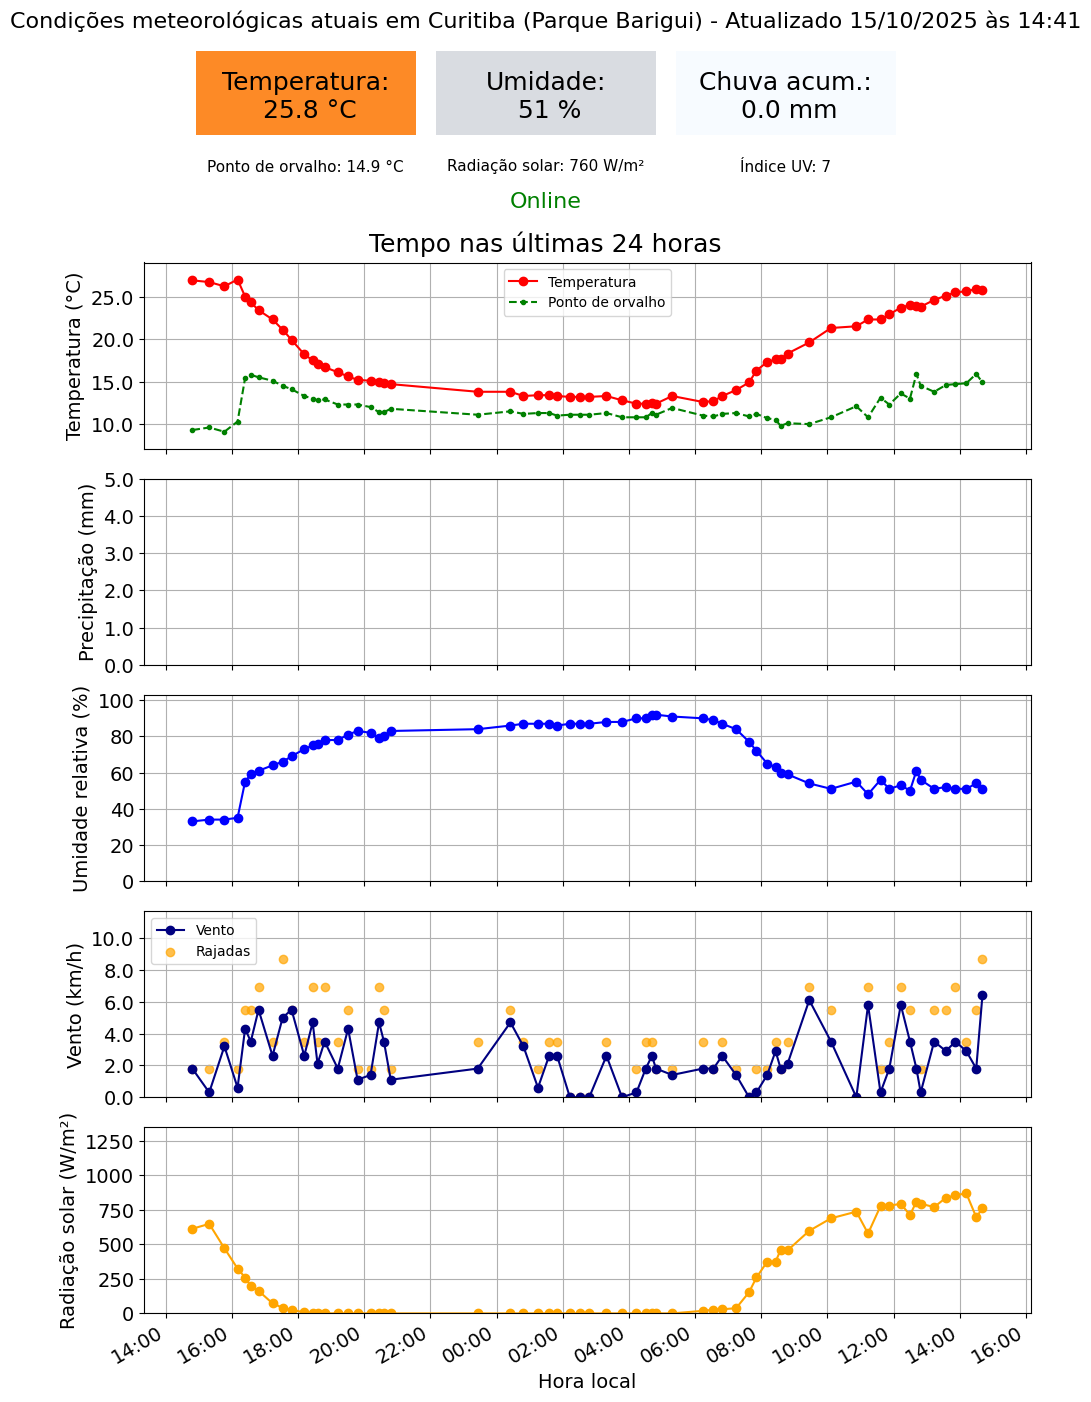 Condições meteorológicas atuais em Curitiba (Parque Barigui) - Atualizado 15/10/2025 às 14:41
Temperatura:
25.8 °C
Umidade:
51 %
Chuva acum.:
0.0 mm
Ponto de orvalho: 14.9 °C
Radiação solar: 760 W/m²
Índice UV: 7
Online
Tempo nas últimas 24 horas
Temperatura (°C)
25.0
20.0
15.0
10.0
Temperatura
Ponto de orvalho
Precipitação (mm)
5.0
4.0
3.0
2.0
1.0
0.0
Umidade relativa (%)
100
80
60
40
20
0
Vento (km/h)
10.0
8.0
6.0
4.0
2.0
0.0
Vento
Rajadas
Radiação solar (W/m²)
1250
1000
750
500
250
0
14:00
16:00
18:00
20:00
22:00
00:00
02:00
04:00
06:00
08:00
10:00
12:00
14:00
16:00
Hora local